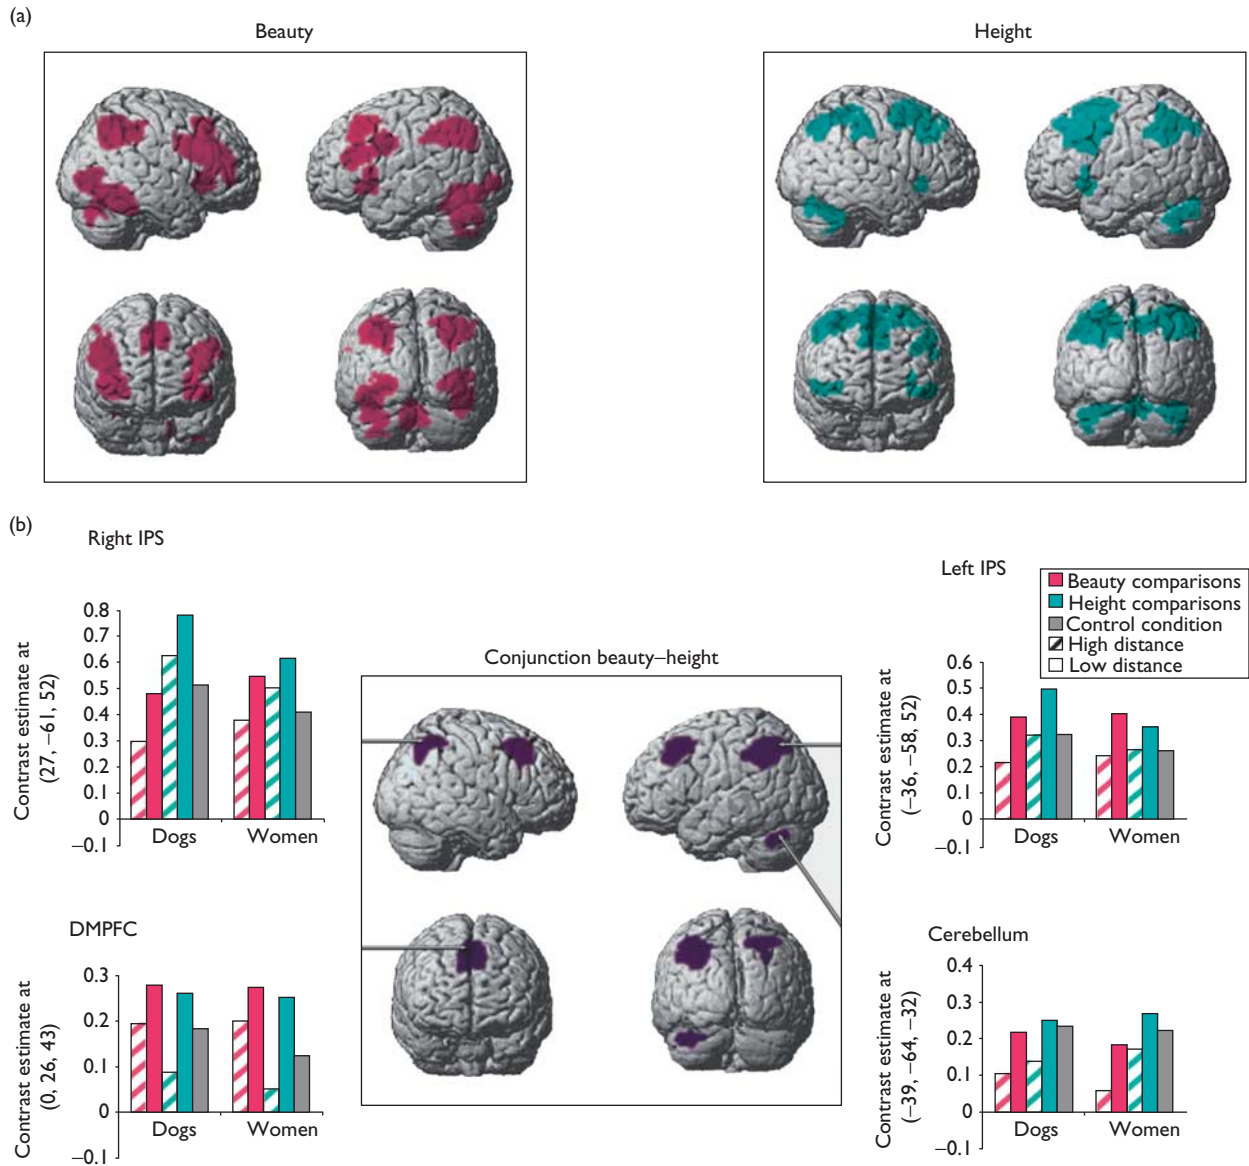 (a)
Beauty
Height
(b)
Right IPS
Contrast estimate at
(27, −61, 52)
0.8
0.7
0.6
0.5
0.4
0.3
0.2
0.1
0
−0.1
Dogs
Women
Conjunction beauty–height
Left IPS
Beauty comparisons
Height comparisons
Control condition
High distance
Low distance
Contrast estimate at
(−36, −58, 52)
0.6
0.5
0.4
0.3
0.2
0.1
0
−0.1
Dogs
Women
DMPFC
Contrast estimate at
(0, 26, 43)
0.3
0.2
0.1
0
−0.1
Dogs
Women
Cerebellum
Contrast estimate at
(−39, −64, −32)
0.4
0.3
0.2
0.1
0
−0.1
Dogs
Women